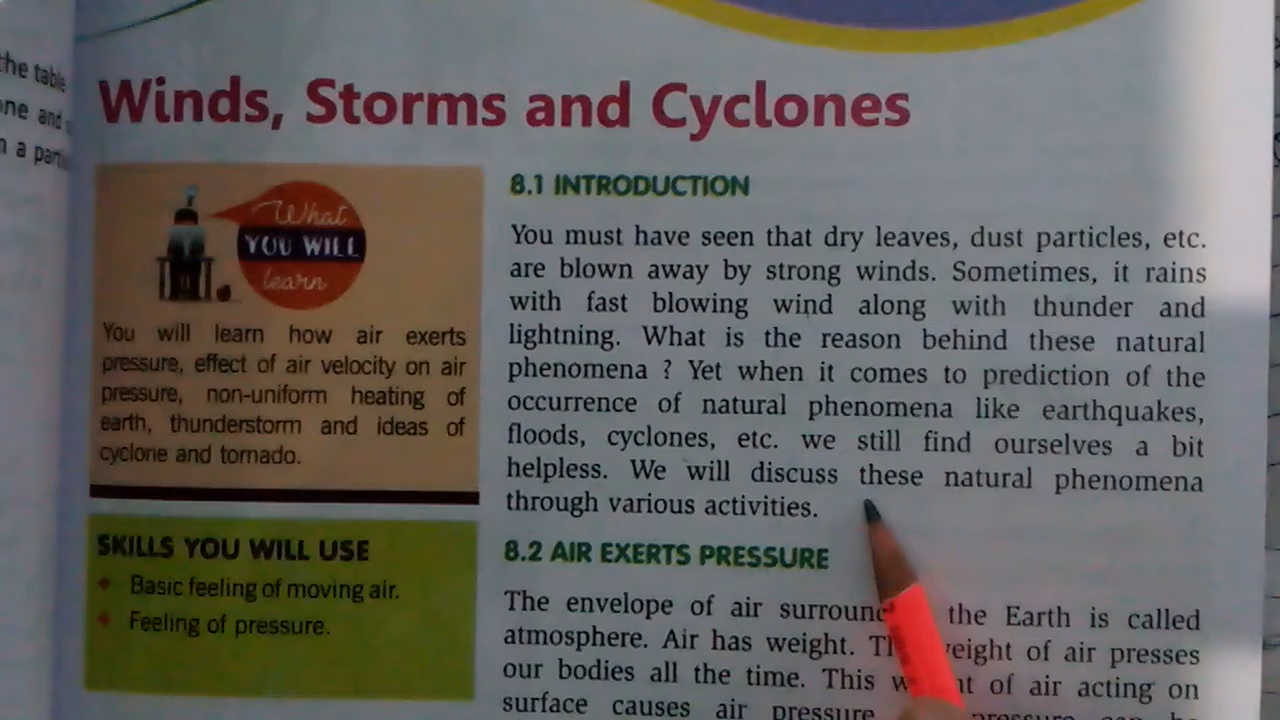 the table
one and
n a parti
Winds, Storms and Cyclones
What
YOU WILL
learn
You will learn how air exerts
pressure, effect of air velocity on air
pressure, non-uniform heating of
earth, thunderstorm and ideas of
cyclone and tornado.
SKILLS YOU WILL USE
Basic feeling of moving air.
Feeling of pressure.
8.1 INTRODUCTION
You must have seen that dry leaves, dust particles, etc.
are blown away by strong winds. Sometimes, it rains
with fast blowing wind along with thunder and
lightning. What is the reason behind these natural
phenomena ? Yet when it comes to prediction of the
occurrence of natural phenomena like earthquakes,
floods, cyclones, etc. we still find ourselves a bit
helpless. We will discuss these natural phenomena
through various activities.
8.2 AIR EXERTS PRESSURE
The envelope of air the Earth is called
atmosphere. Air has weight. of air presses
our bodies all the time. This of air acting on
surface causes air pressure